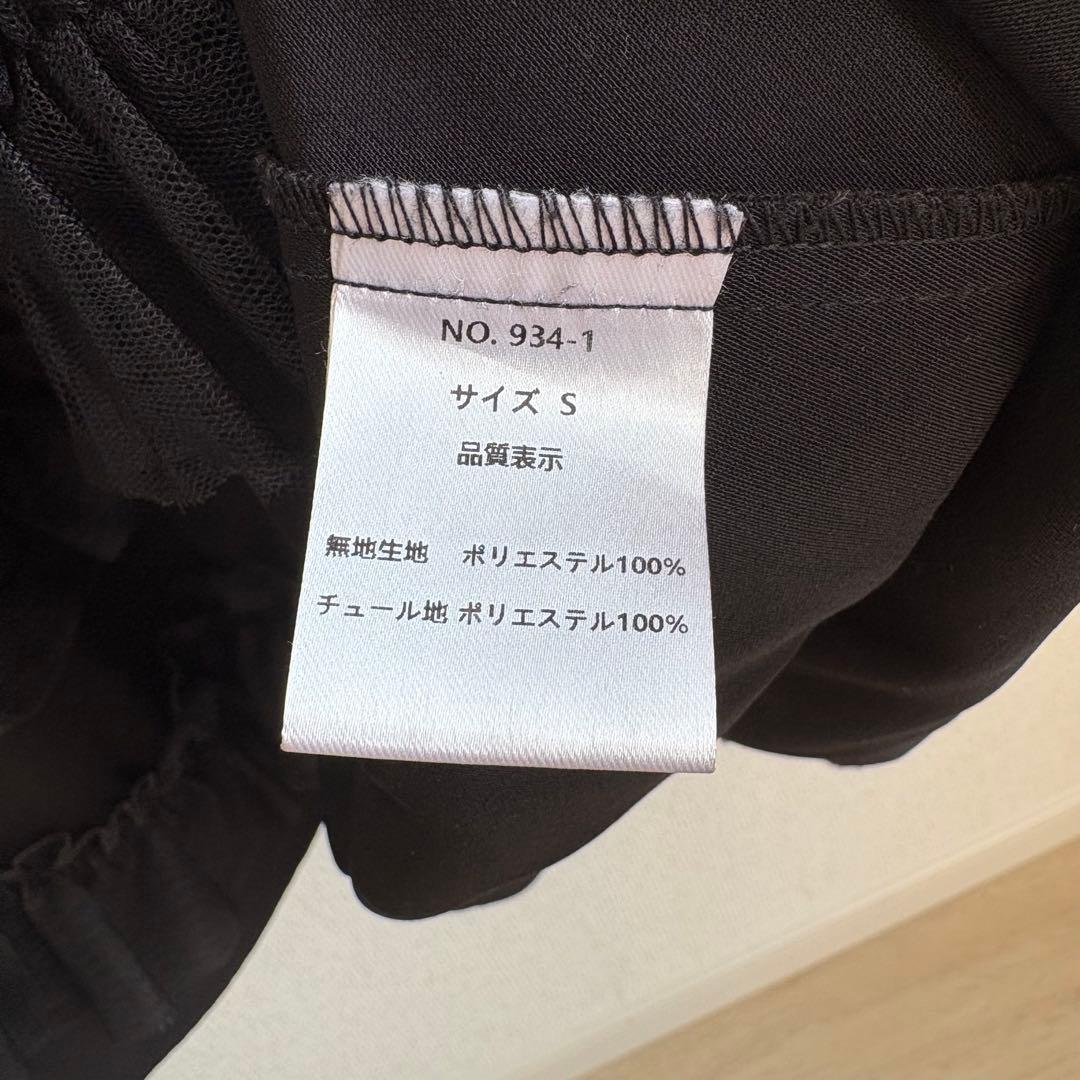 NO. 934-1
サイズ S
品質表示
無地生地 ポリエステル100%
チュール地 ポリエステル100%